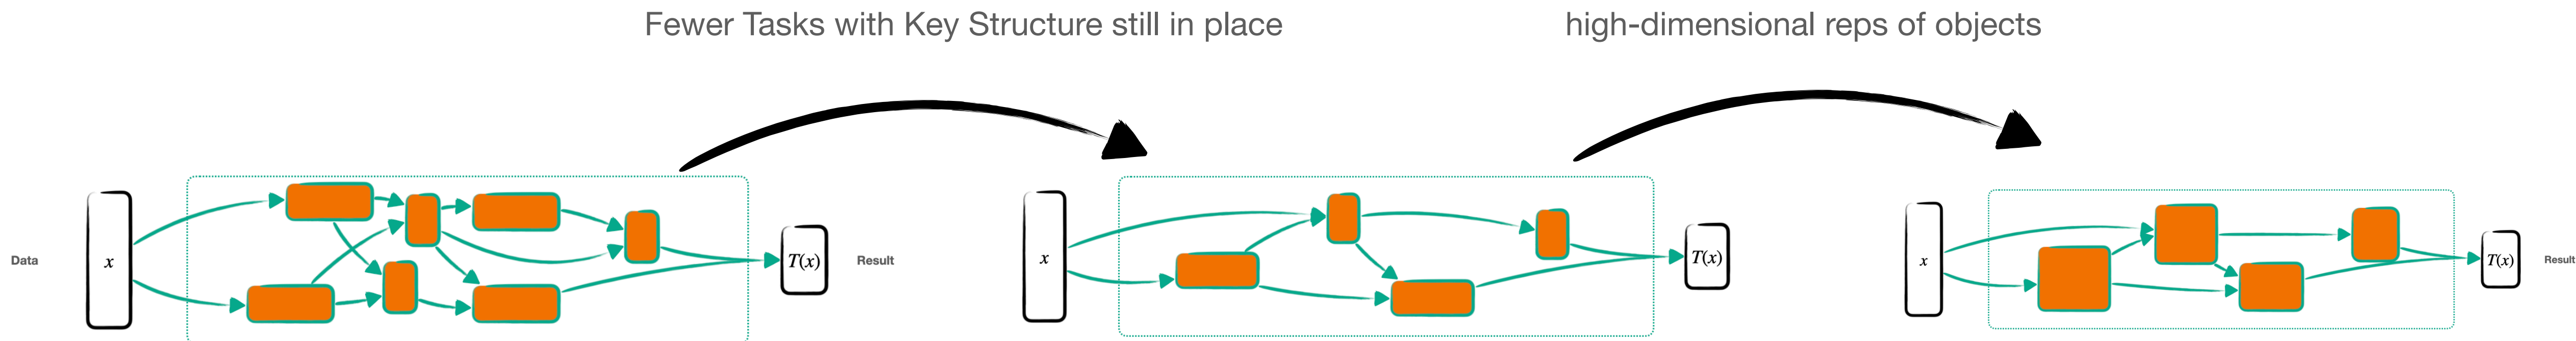 Fewer Tasks with Key Structure still in place
high-dimensional reps of objects
Data
x
T(x)
Result
x
T(x)
x
T(x)
Result